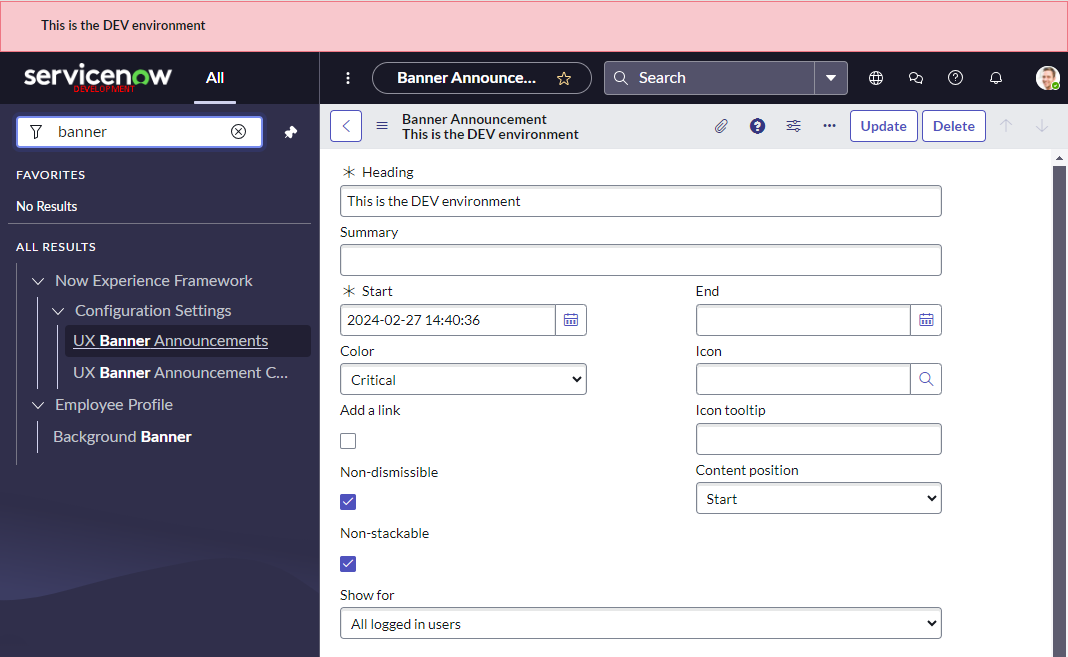 This is the DEV environment
servicenow
DEVELOPMENT
All
Banner Announce...
Search
banner
Banner Announcement
This is the DEV environment
Update
Delete
FAVORITES
No Results
ALL RESULTS
Now Experience Framework
Configuration Settings
UX Banner Announcements
UX Banner Announcement C...
Employee Profile
Background Banner
Heading
This is the DEV environment
Summary
Start
End
2024-02-27 14:40:36
Color
Icon
Critical
Add a link
Icon tooltip
Non-dismissible
Content position
Start
Non-stackable
Show for
All logged in users